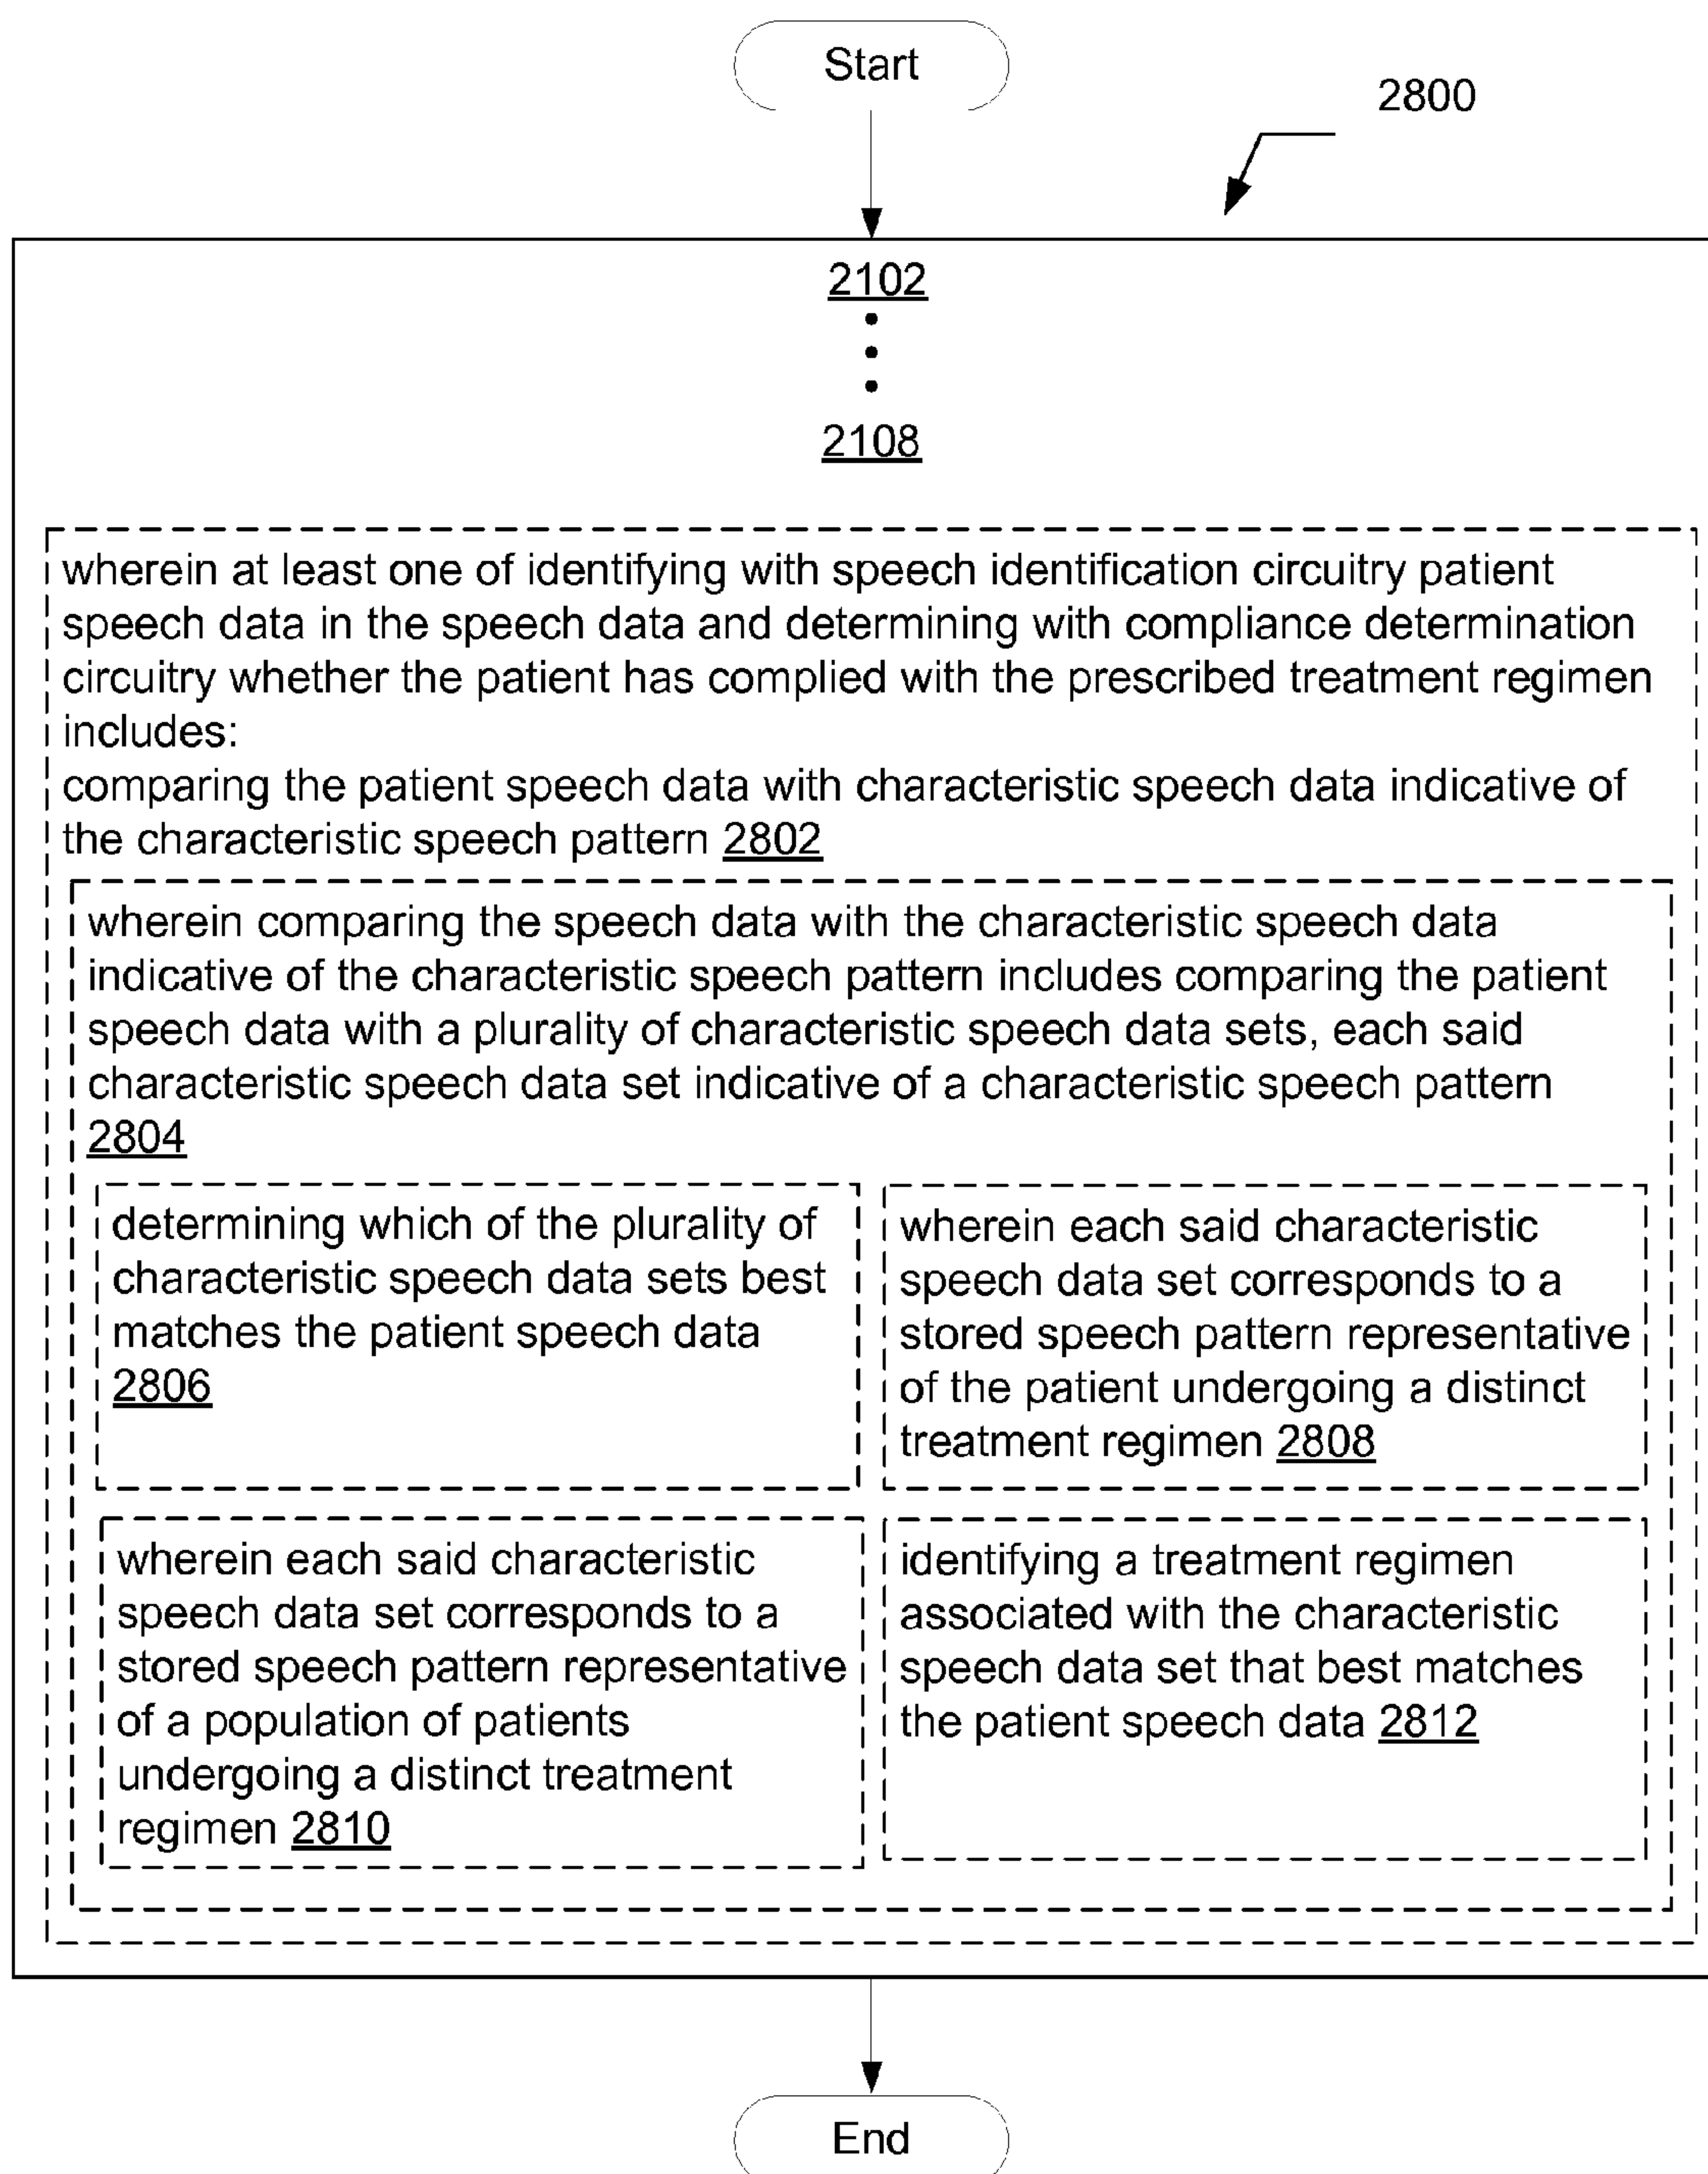 Start
2800
2102
2108
wherein at least one of identifying with speech identification circuitry patient
speech data in the speech data and determining with compliance determination
circuitry whether the patient has complied with the prescribed treatment regimen
includes:
comparing the patient speech data with characteristic speech data indicative of
the characteristic speech pattern 2802
wherein comparing the speech data with the characteristic speech data
indicative of the characteristic speech pattern includes comparing the patient
speech data with a plurality of characteristic speech data sets, each said
characteristic speech data set indicative of a characteristic speech pattern
2804
determining which of the plurality of
characteristic speech data sets best
matches the patient speech data
2806
wherein each said characteristic
speech data set corresponds to a
stored speech pattern representative
of the patient undergoing a distinct
treatment regimen 2808
wherein each said characteristic
speech data set corresponds to a
stored speech pattern representative
of a population of patients
undergoing a distinct treatment
regimen 2810
identifying a treatment regimen
associated with the characteristic
speech data set that best matches
the patient speech data 2812
End